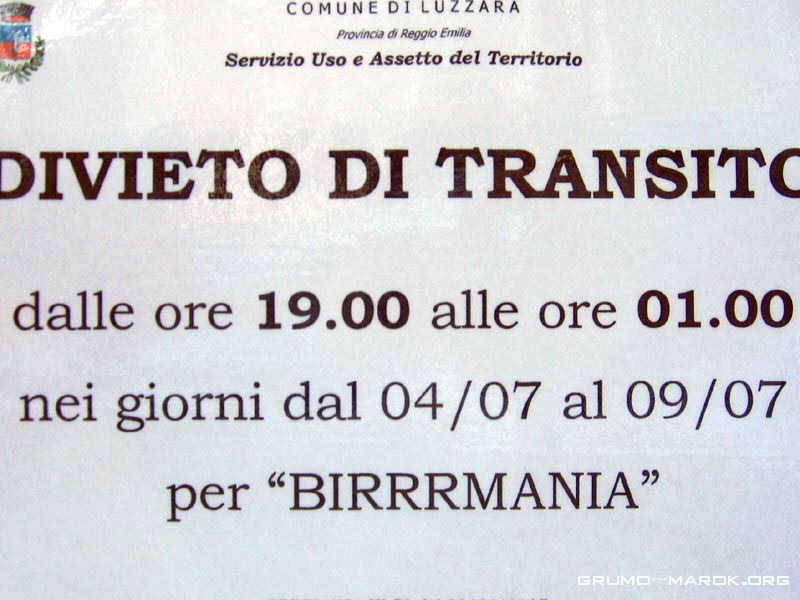 COMUNE DI LUZZARA
Provincia di Reggio Emilia
Servizio Uso e Assetto del Territorio
DIVIETO DI TRANSITO
dalle ore 19.00 alle ore 01.00
nei giorni dal 04/07 al 09/07
per “BIRRRMANIA”
GRUMO-MAROK.ORG